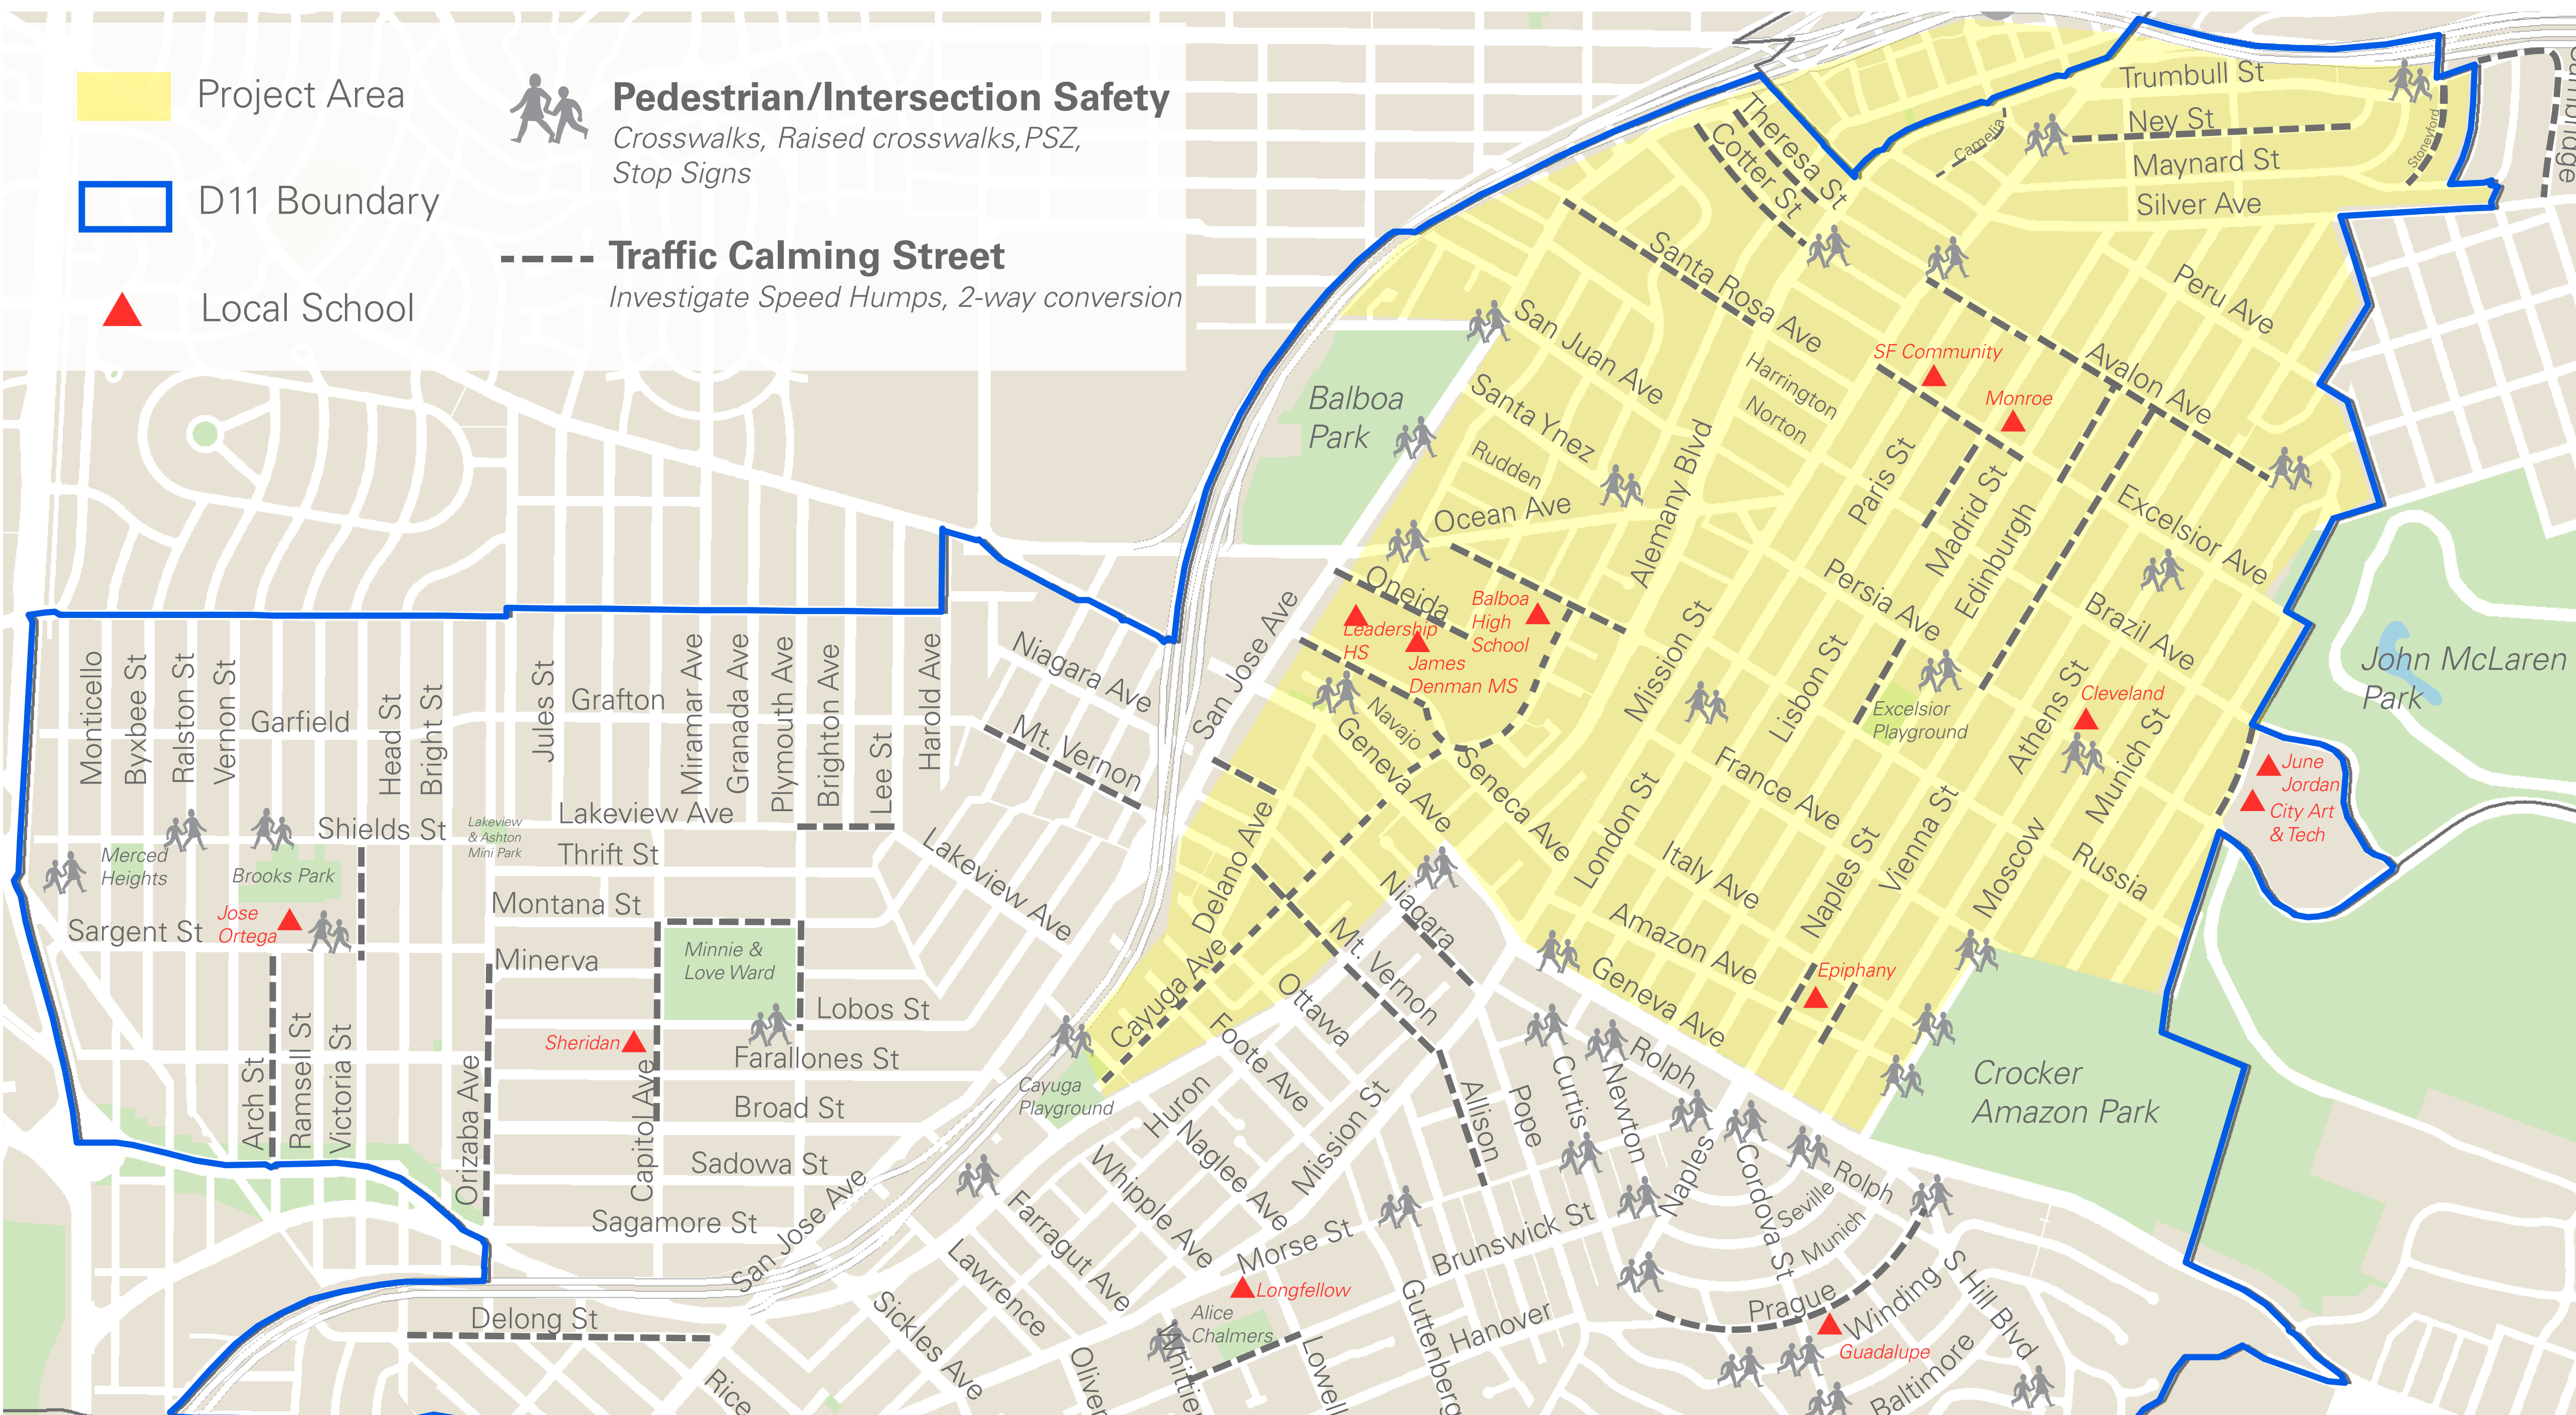 Project Area
D11 Boundary
Local School
Pedestrian/Intersection Safety
Crosswalks, Raised crosswalks,PSZ,
Stop Signs
Traffic Calming Street
Investigate Speed Humps, 2-way conversion
Trumbull St
Ney St
Maynard St
Silver Ave
Camelia
Stoneyford
Theresa St
Cotter St
Santa Rosa Ave
San Juan Ave
Peru Ave
Balboa
Park
Santa Ynez
Rudden
Harrington
Norton
SF Community
Monroe
Avalon Ave
Ocean Ave
Alemany Blvd
Paris St
Madrid St
Edinburgh
Excelsior Ave
Oneida
Leadership
HS
Balboa
High
School
James
Denman MS
Persia Ave
Brazil Ave
John McLaren
Park
San Jose Ave
Navajo
Geneva Ave
Seneca Ave
Mission St
Lisbon St
Excelsior
Playground
Athens St
Cleveland
Munich St
June
Jordan
City Art
& Tech
Niagara Ave
Mt. Vernon
Monticello
Byxbee St
Ralston St
Vernon St
Garfield
Head St
Bright St
Jules St
Grafton
Miramar Ave
Granada Ave
Plymouth Ave
Brighton Ave
Lee St
Harold Ave
Shields St
Lakeview
& Ashton
Mini Park
Lakeview Ave
Thrift St
Merced
Heights
Brooks Park
Jose
Ortega
Sargent St
Montana St
Minerva
Minnie &
Love Ward
Lobos St
Sheridan
Farallones St
Broad St
Sadowa St
Sagamore St
Arch St
Ramsell St
Victoria St
Orizaba Ave
Capitol Ave
Lakeview Ave
San Jose Ave
Delong St
Delano Ave
Cayuga Ave
Cayuga
Playground
London St
France Ave
Italy Ave
Naples St
Vienna St
Moscow
Russia
Amazon Ave
Geneva Ave
Epiphany
Niagara
Mt. Vernon
Ottawa
Foote Ave
Huron
Naglee Ave
Whipple Ave
Mission St
Farragut Ave
Lawrence
Sickles Ave
Rice
Oliver
Whittier
Lowell
Morse St
Longfellow
Alice
Chalmers
Allison
Pope
Curtis
Newton
Rolph
Naples
Cordova St
Seville
Munich
Rolph
Brunswick St
Guttenberg
Hanover
Prague
Guadalupe
Winding
Baltimore
S Hill Blvd
Crocker
Amazon Park